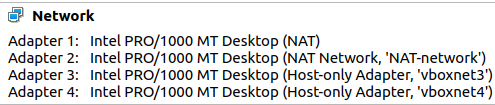 Network
Adapter 1: Intel PRO/1000 MT Desktop (NAT)
Adapter 2: Intel PRO/1000 MT Desktop (NAT Network, 'NAT-network')
Adapter 3: Intel PRO/1000 MT Desktop (Host-only Adapter, 'vboxnet3')
Adapter 4: Intel PRO/1000 MT Desktop (Host-only Adapter, 'vboxnet4')